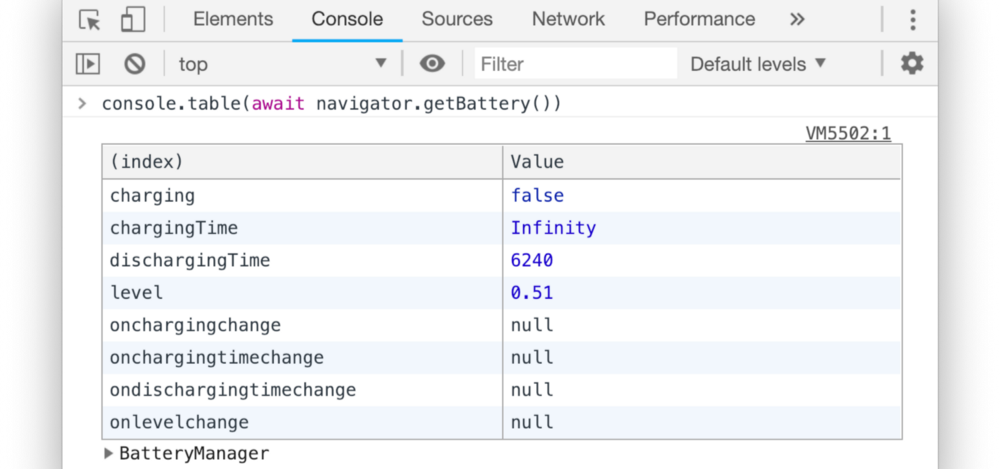 Elements Console Sources Network Performance »
top ▼ Filter Default levels ▼
> console.table(await navigator.getBattery())
VM5502:1
(index) Value
charging false
chargingTime Infinity
dischargingTime 6240
level 0.51
onchargingchange null
onchargingtimechange null
ondischargingtimechange null
onlevelchange null
▶ BatteryManager